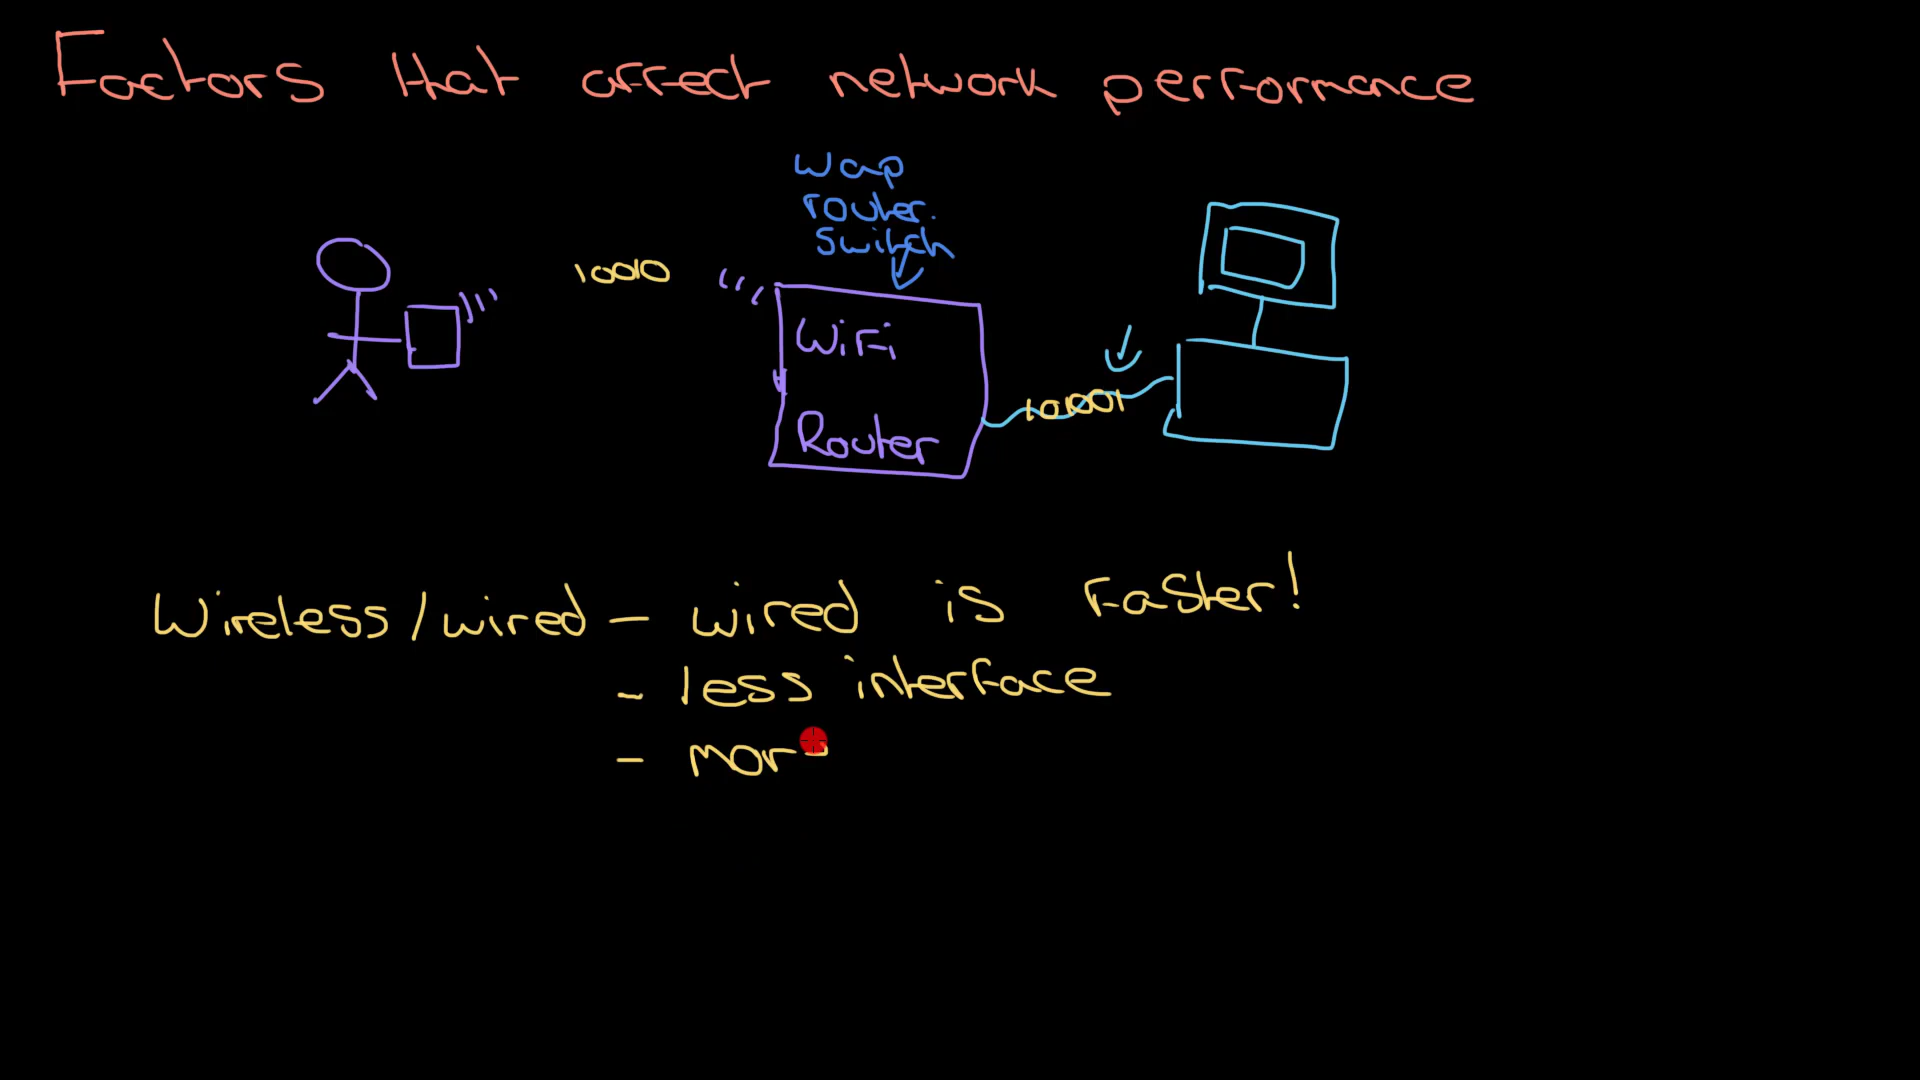 Factors that affect network performance
Wap
router.
switch
10010
WiFi
Router
101001
Wireless/wired - wired is faster!
- less interface
- mor